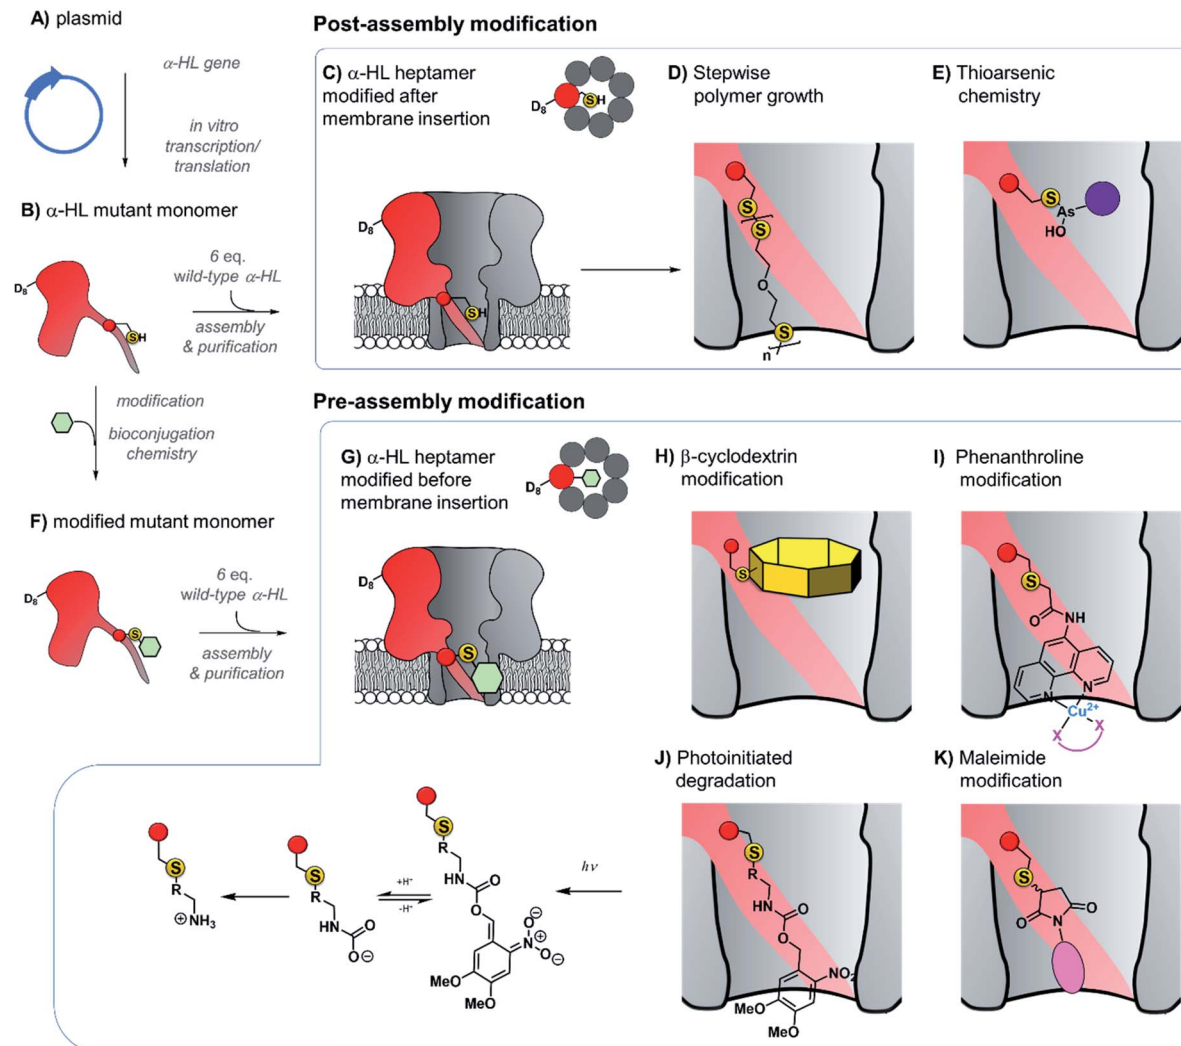 A) plasmid
α-HL gene
in vitro
transcription/
translation
B) α-HL mutant monomer
D8
SH
6 eq.
wild-type α-HL
assembly
& purification
modification
bioconjugation
chemistry
F) modified mutant monomer
D8
S
6 eq.
wild-type α-HL
assembly
& purification
Post-assembly modification
C) α-HL heptamer
modified after
membrane insertion
D8
SH
D8
SH
D) Stepwise
polymer growth
S
S
O
S
n
E) Thioarsenic
chemistry
S
As
HO
Pre-assembly modification
G) α-HL heptamer
modified before
membrane insertion
D8
D8
S
H) β-cyclodextrin
modification
S
I) Phenanthroline
modification
S
O
NH
N
N
Cu2+
X
X
J) Photoinitiated
degradation
S
R
NH
O
O
NO2
MeO
MeO
K) Maleimide
modification
S
O
N
O
hν
S
R
NH
O
O
O⊖
N⊕
O⊖
MeO
MeO
+H+
-H+
S
R
NH
O
O⊖
S
R
⊕NH3